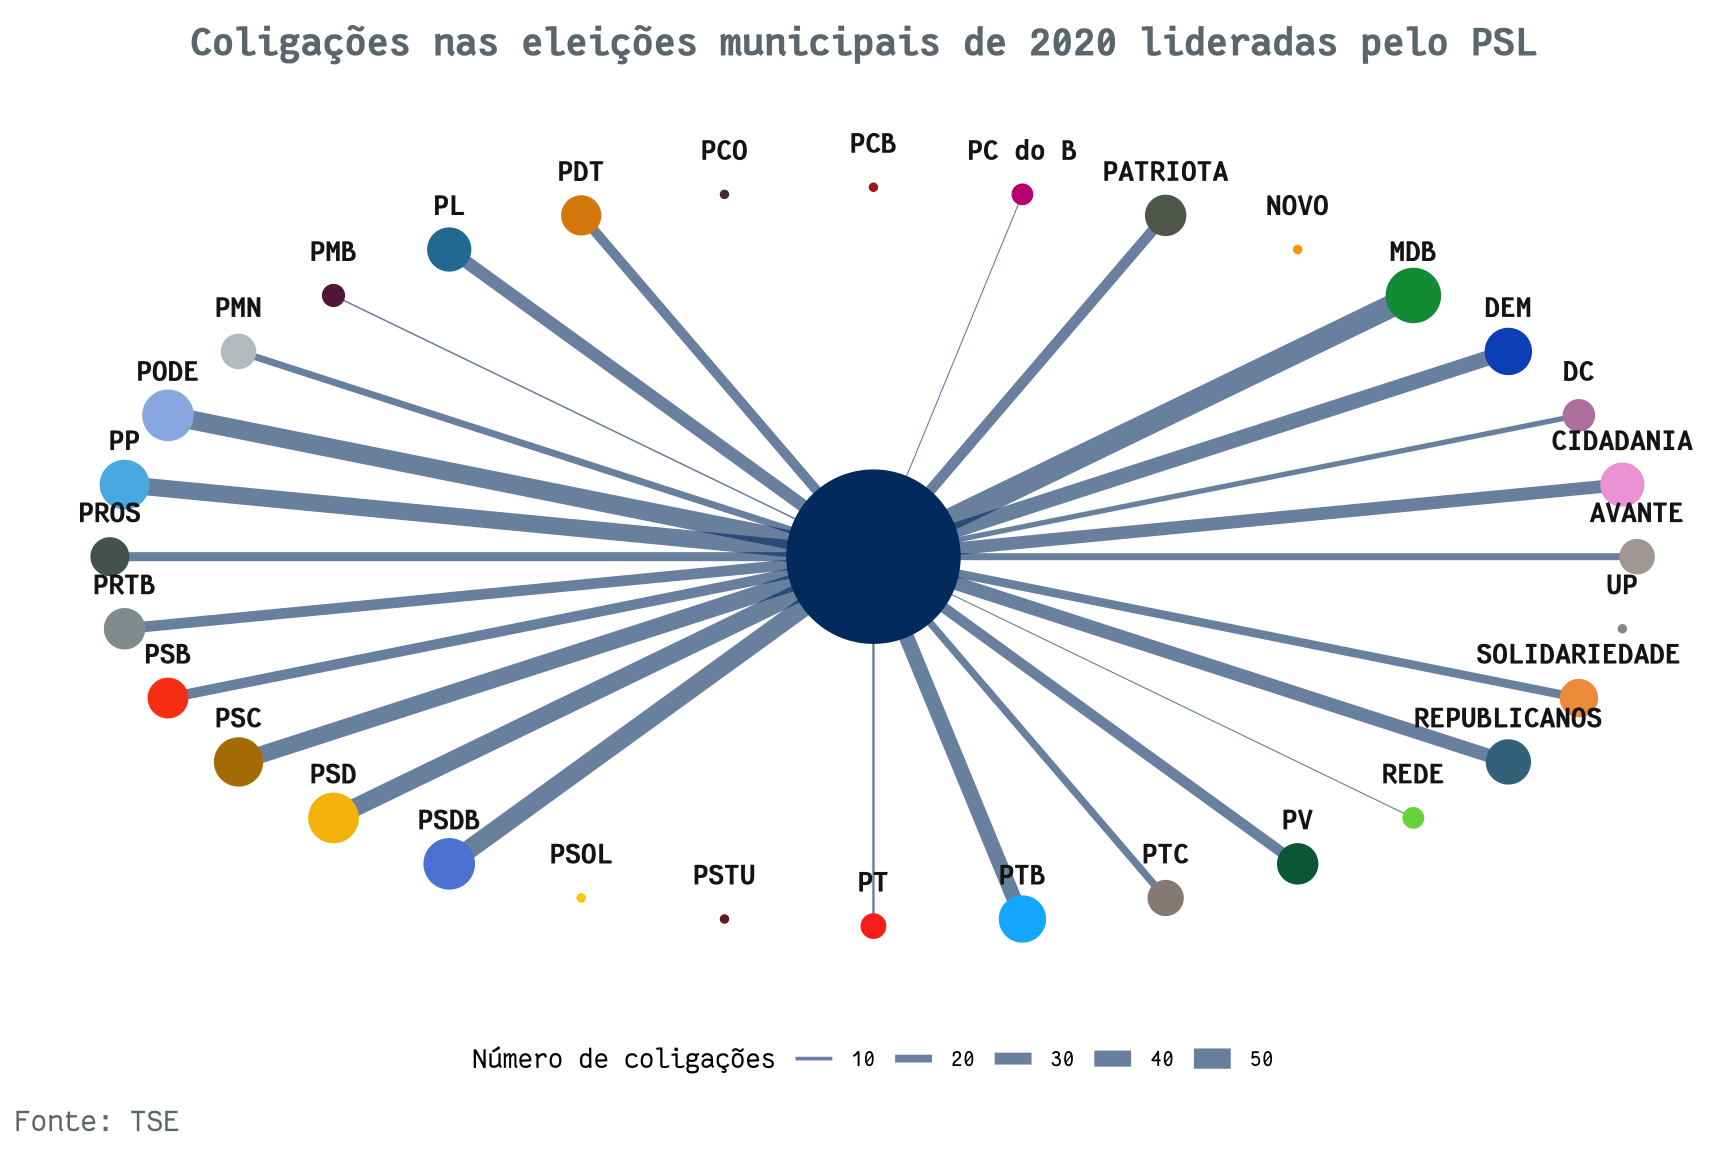 Coligações nas eleições municipais de 2020 lideradas pelo PSL
PCB
PCO
PC do B
PDT
PATRIOTA
PL
NOVO
PMB
MDB
PMN
DEM
PODE
DC
PP
CIDADANIA
PROS
AVANTE
PRTB
UP
PSB
SOLIDARIEDADE
PSC
REPUBLICANOS
PSD
REDE
PSDB
PV
PSOL
PTC
PSTU
PTB
PT
Número de coligações 10 20 30 40 50
Fonte: TSE